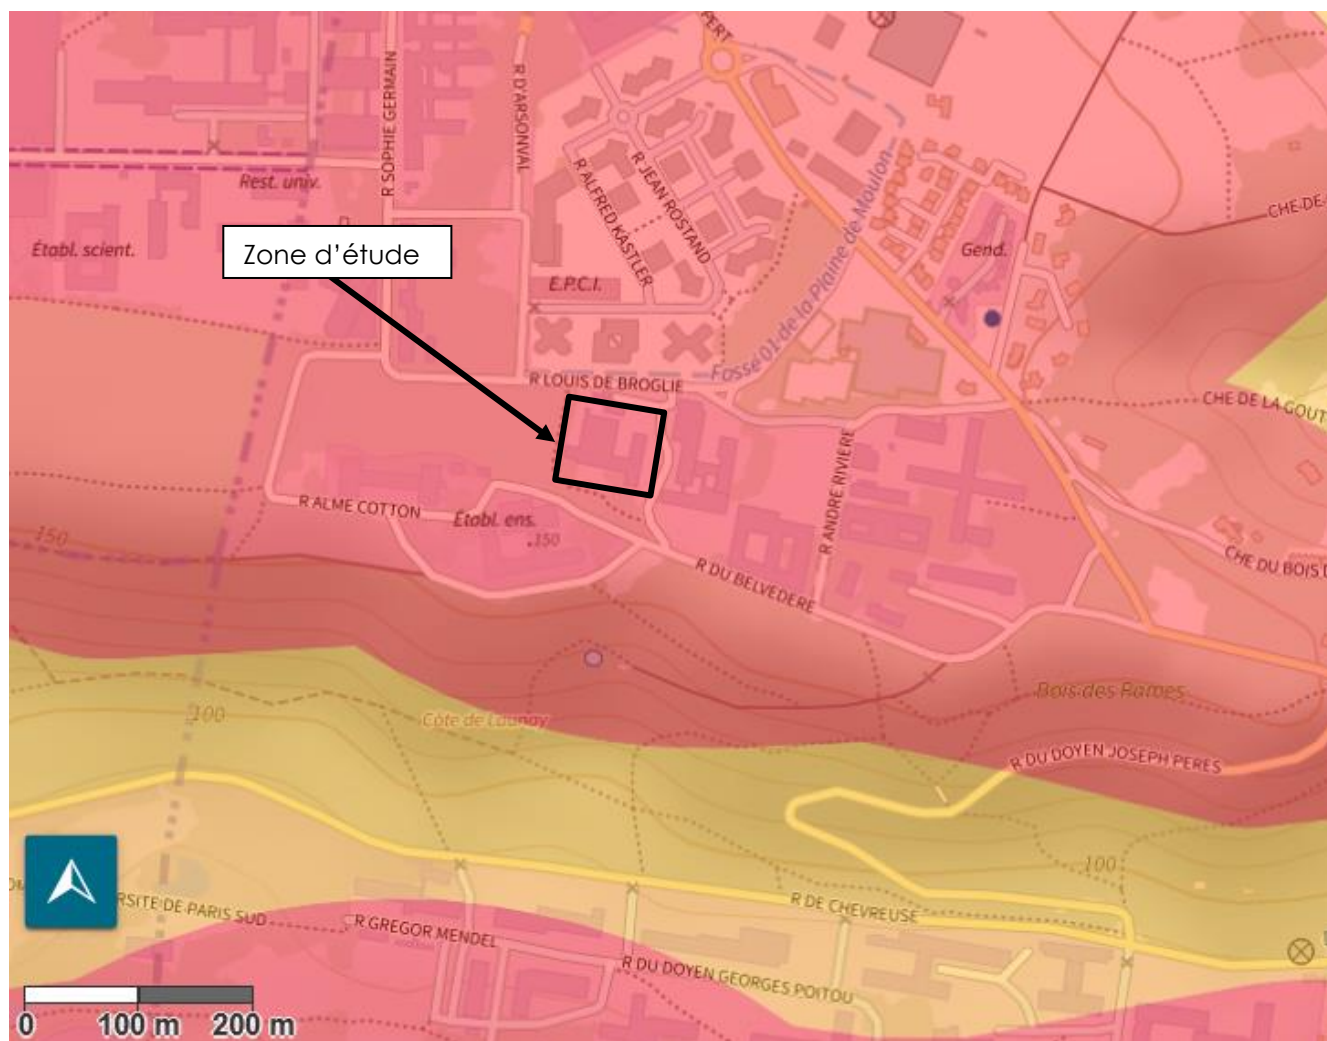 PERT
R SOPHIE GERMAIN
R D'ARSONVAL
Rest. univ.
R JEAN ROSTAND
R ALFRED KASTLER
Fossé 01 de la Plaine de Moulon
CHE DE
Établ. scient.
Zone d'étude
Gend.
E.P.C.I.
R LOUIS DE BROGLIE
CHE DE LA GOUT
R ALME COTTON
Établ. ens.
150
150
R ANDRE RIVIERE
R DU BELVEDERE
CHE DU BOIS D
Bois des Rames
100
Côte de Launay
R DU DOYEN JOSEPH PERES
100
RSITE DE PARIS SUD
R DE CHEVREUSE
R GREGOR MENDEL
R DU DOYEN GEORGES POITOU
0 100 m 200 m